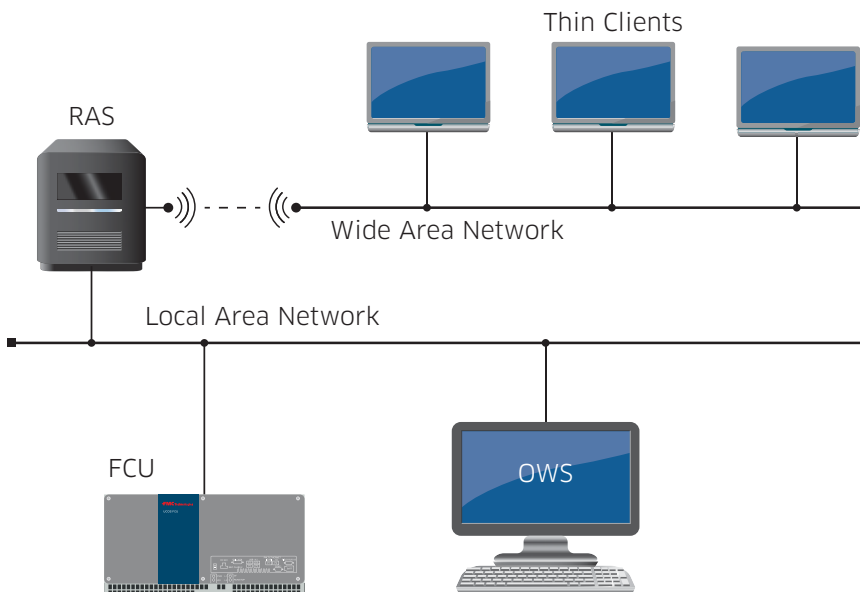 Thin Clients
RAS
Wide Area Network
Local Area Network
FCU
OWS